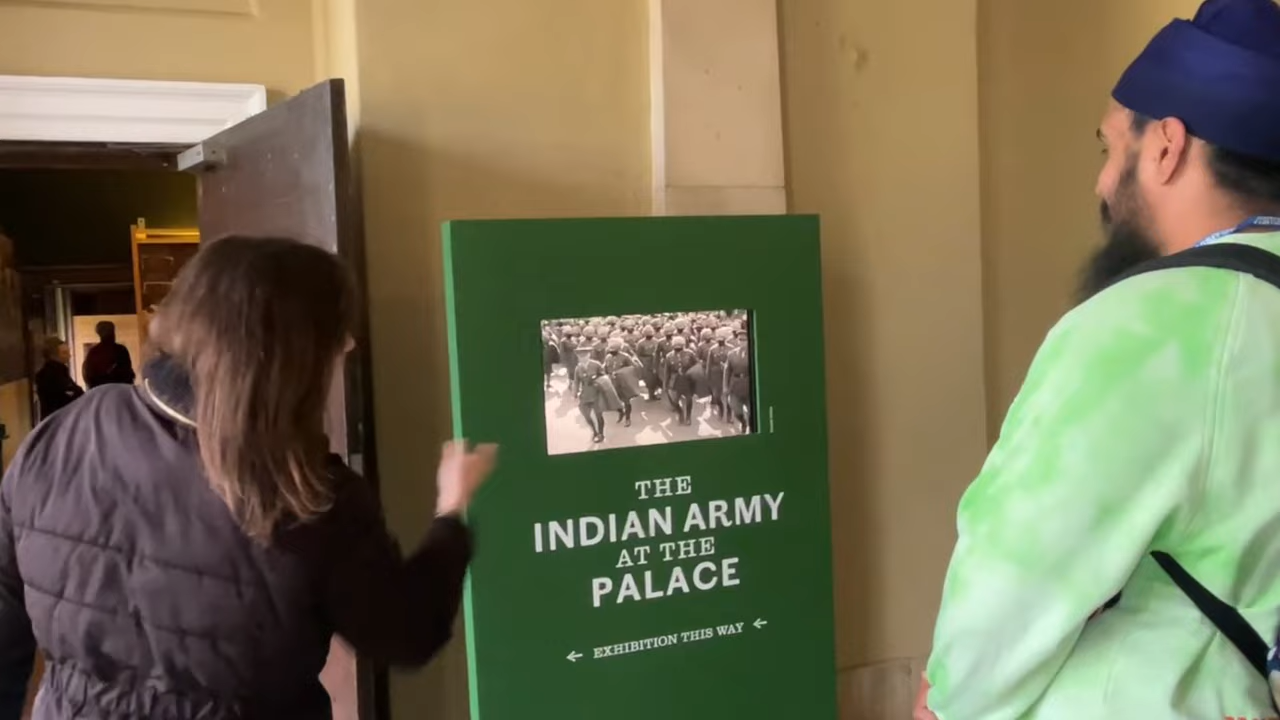 THE
INDIAN ARMY
AT THE
PALACE
← EXHIBITION THIS WAY ←